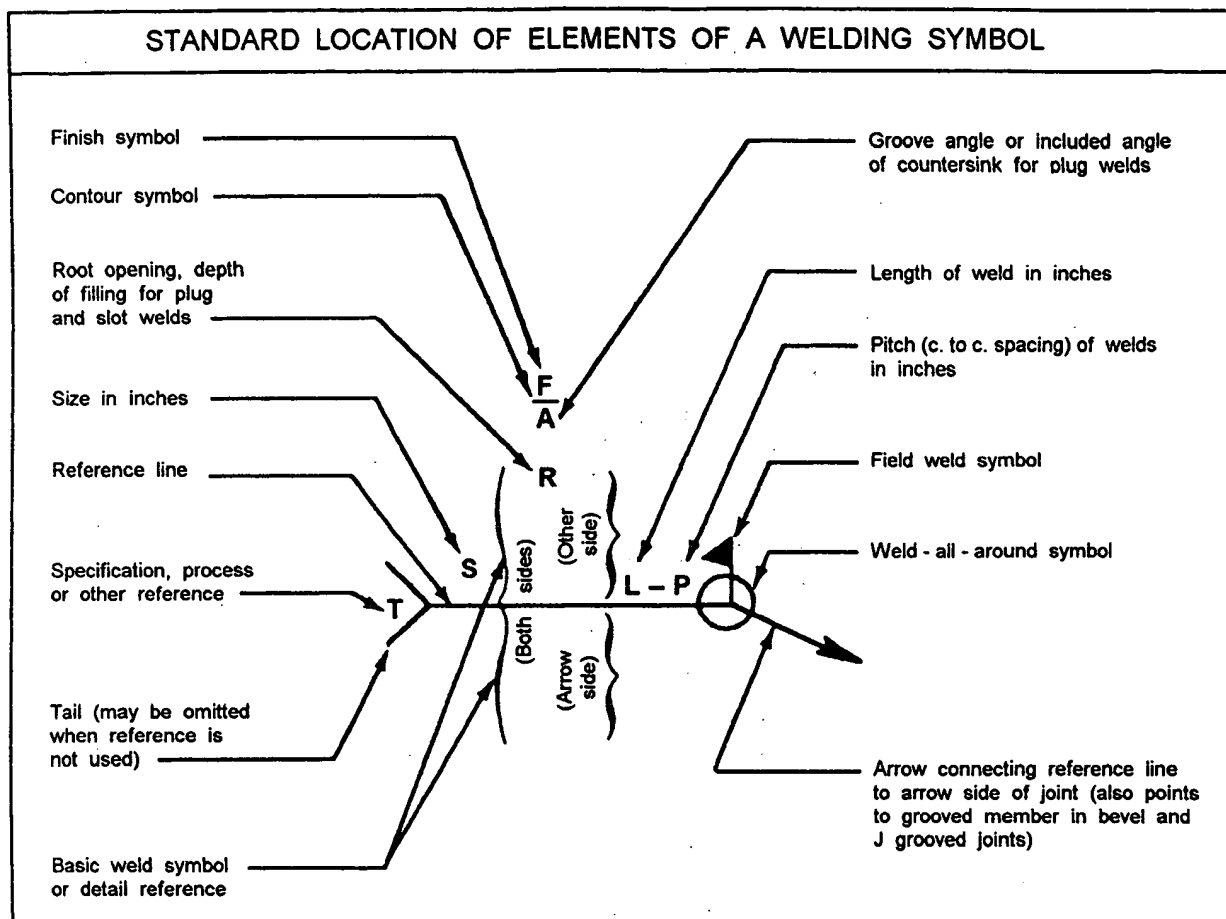 STANDARD LOCATION OF ELEMENTS OF A WELDING SYMBOL
Finish symbol
Contour symbol
Root opening, depth
of filling for plug
and slot welds
Size in inches
Reference line
Specification, process
or other reference
Tail (may be omitted
when reference is
not used)
Basic weld symbol
or detail reference
F
A
R
S
T
(Both sides)
(Other
side)
(Arrow
side)
L – P
Groove angle or included angle
of countersink for plug welds
Length of weld in inches
Pitch (c. to c. spacing) of welds
in inches
Field weld symbol
Weld - all - around symbol
Arrow connecting reference line
to arrow side of joint (also points
to grooved member in bevel and
J grooved joints)